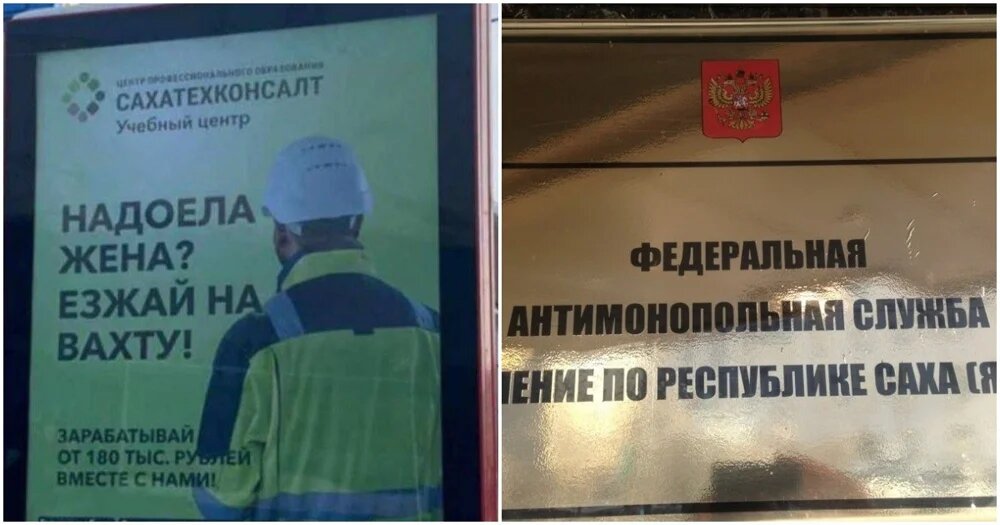 ЦЕНТР ПРОФЕССИОНАЛЬНОГО ОБРАЗОВАНИЯ
САХАТЕХКОНСАЛТ
Учебный центр
НАДОЕЛА
ЖЕНА?
ЕЗЖАЙ НА
ВАХТУ!
ЗАРАБАТЫВАЙ
ОТ 180 ТЫС. РУБЛЕЙ
ВМЕСТЕ С НАМИ!
ФЕДЕРАЛЬНАЯ
АНТИМОНОПОЛЬНАЯ СЛУЖБА
ЛЕНИЕ ПО РЕСПУБЛИКЕ САХА (Я